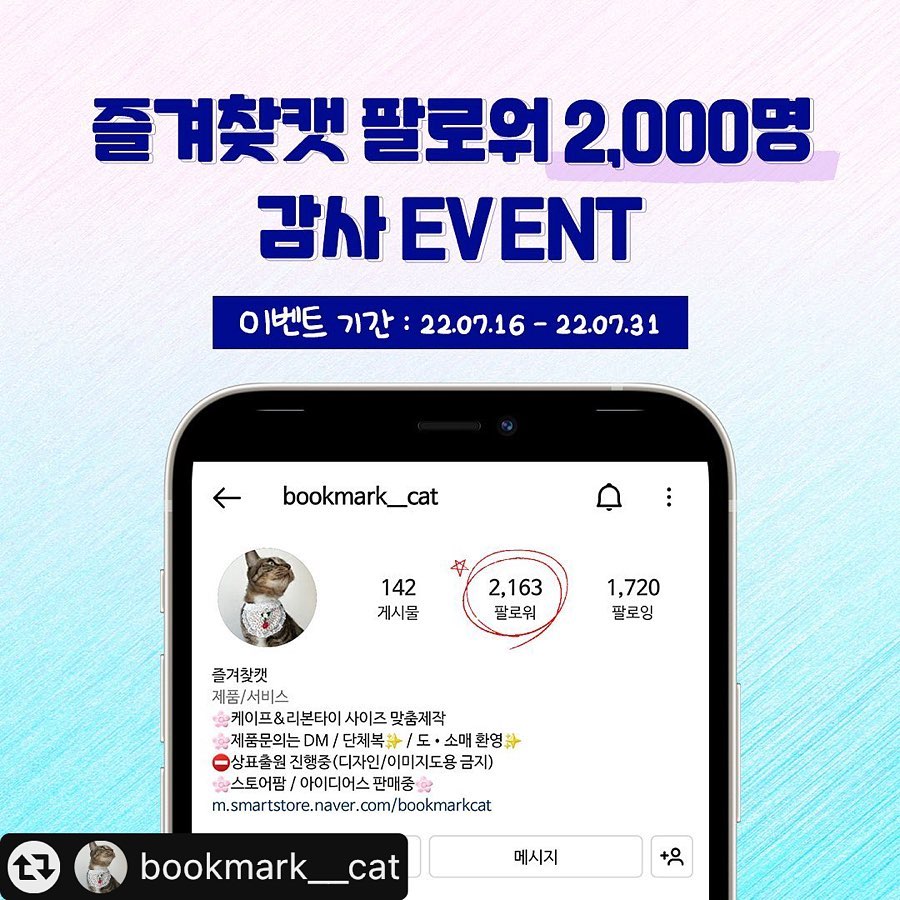 즐겨찾캣 팔로워 2,000명
감사 EVENT
이벤트 기간 : 22.07.16 - 22.07.31
bookmark__cat
142
게시물
2,163
팔로워
1,720
팔로잉
즐겨찾캣
제품/서비스
🌸케이프&리본타이 사이즈 맞춤제작
🌸제품문의는 DM / 단체복✨ / 도•소매 환영✨
⛔상표출원 진행중(디자인/이미지도용 금지)
🌸스토어팜 / 아이디어스 판매중🌸
m.smartstore.naver.com/bookmarkcat
메시지
bookmark__cat